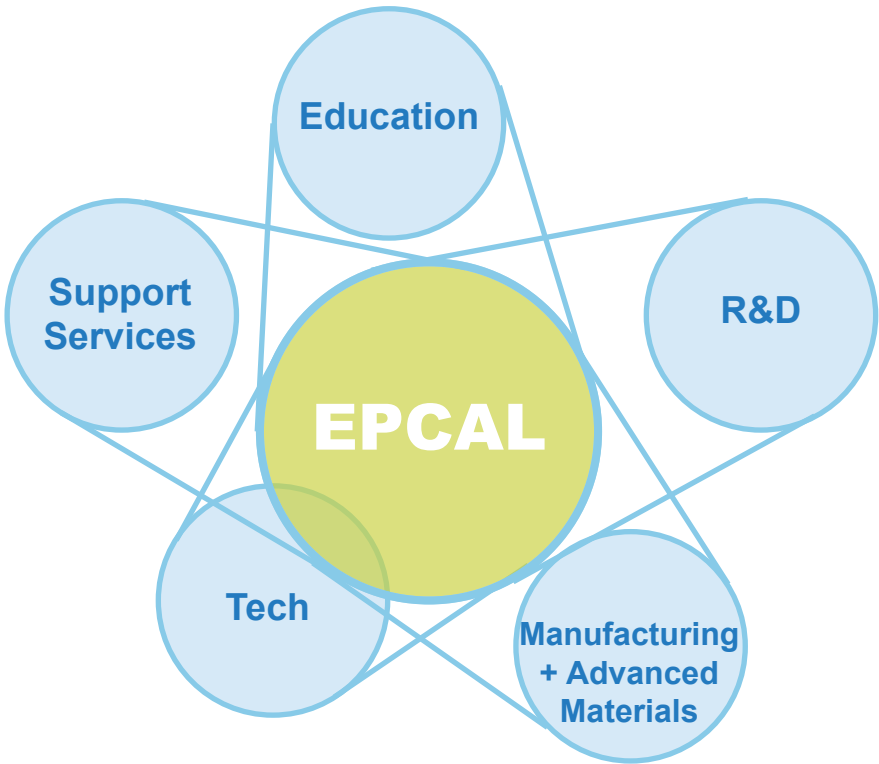 Education
Support
Services
R&D
EPCAL
Tech
Manufacturing
+ Advanced
Materials